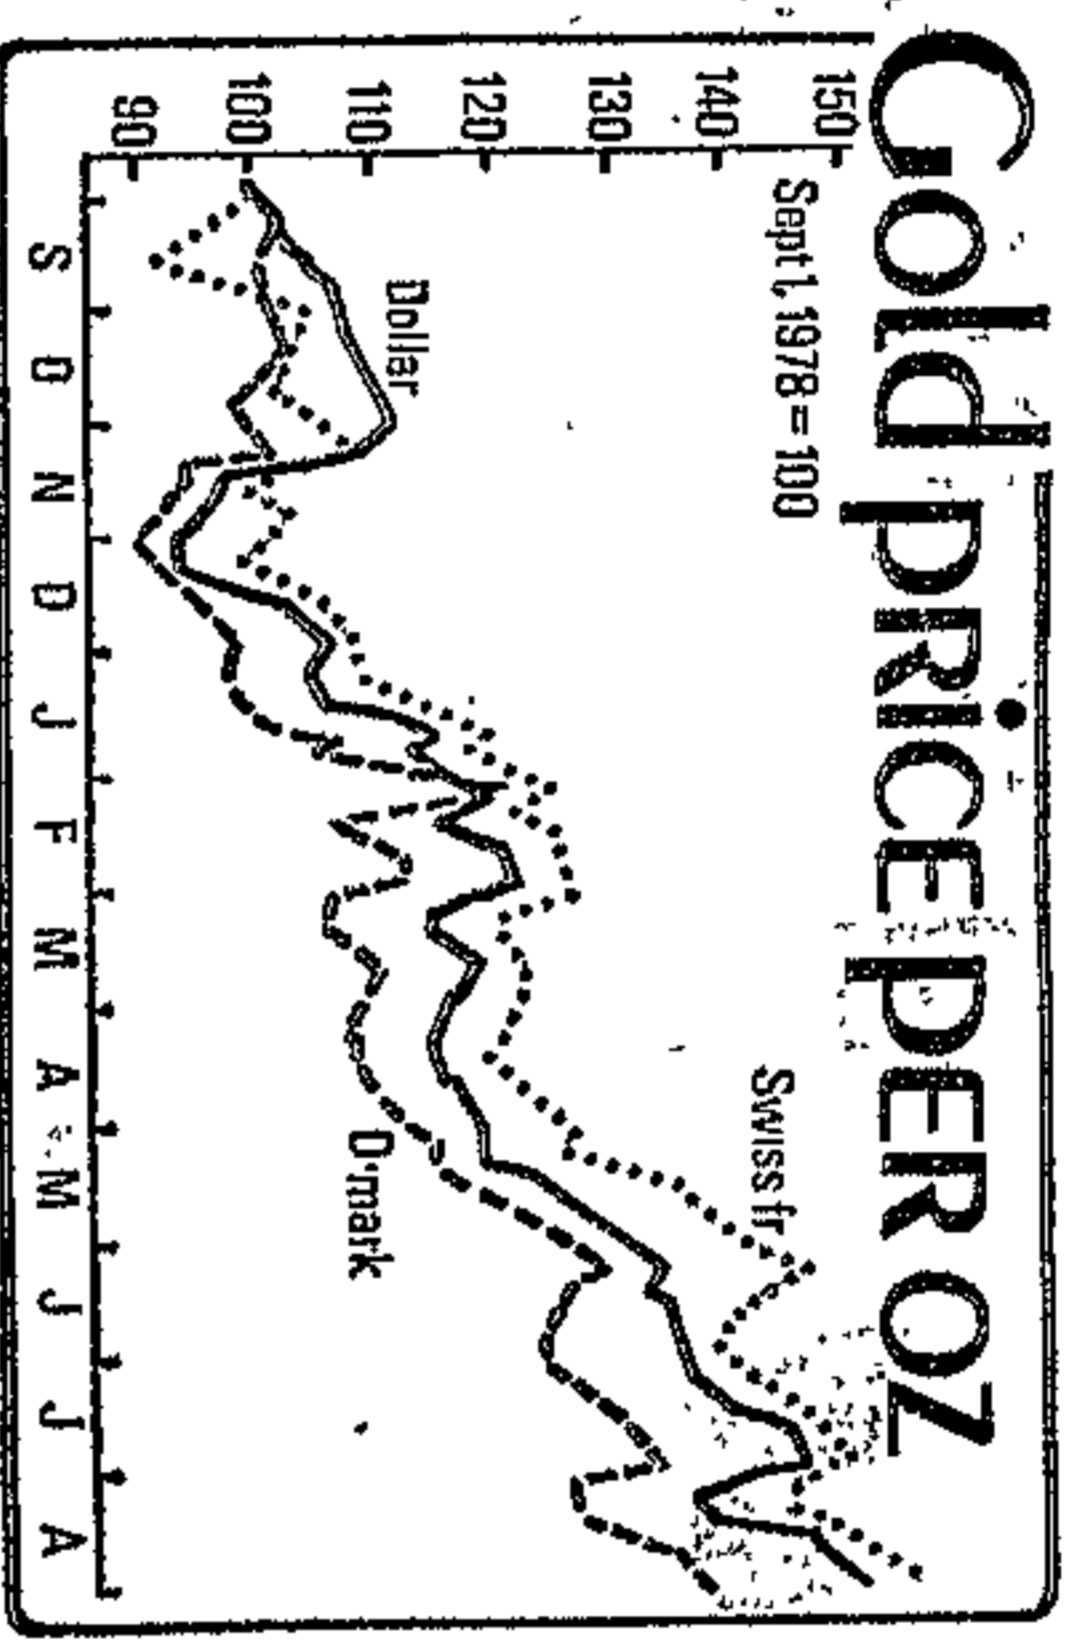 Gold price per oz
150
140
130
120
110
100
90
Sept 1, 1978 = 100
Dollar
Swiss fr
D'mark
S O N D J F M A M J J A